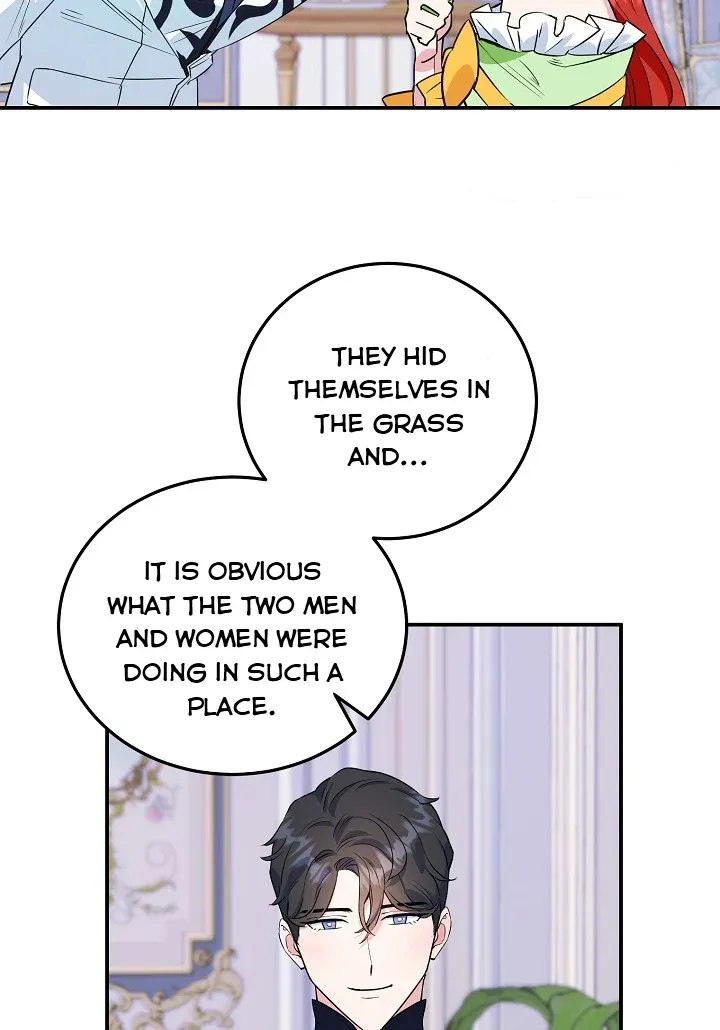 THEY HID
THEMSELVES IN
THE GRASS
AND...
IT IS OBVIOUS
WHAT THE TWO MEN
AND WOMEN WERE
DOING IN SUCH A
PLACE.